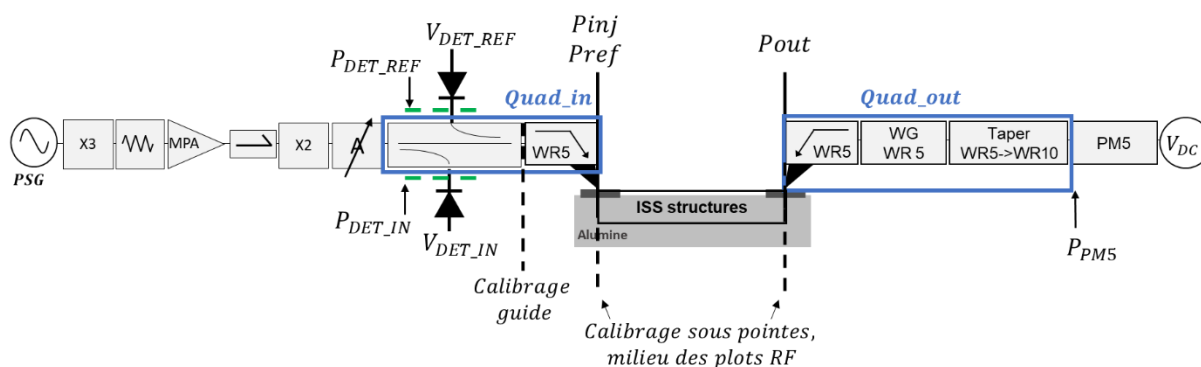 Pinj
Pref
Pout
V_DET_REF
P_DET_REF
Quad_in
Quad_out
PSG
X3
MPA
X2
A
WR5
WR5
WG
WR 5
Taper
WR5->WR10
PM5
V_DC
ISS structures
Alumine
P_DET_IN
V_DET_IN
P_PM5
Calibrage
guide
Calibrage sous pointes,
milieu des plots RF